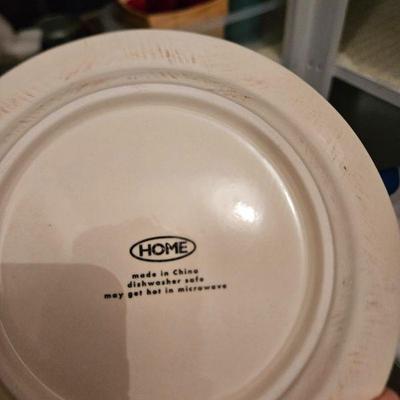 HOME
made in China
dishwasher safe
may get hot in microwave